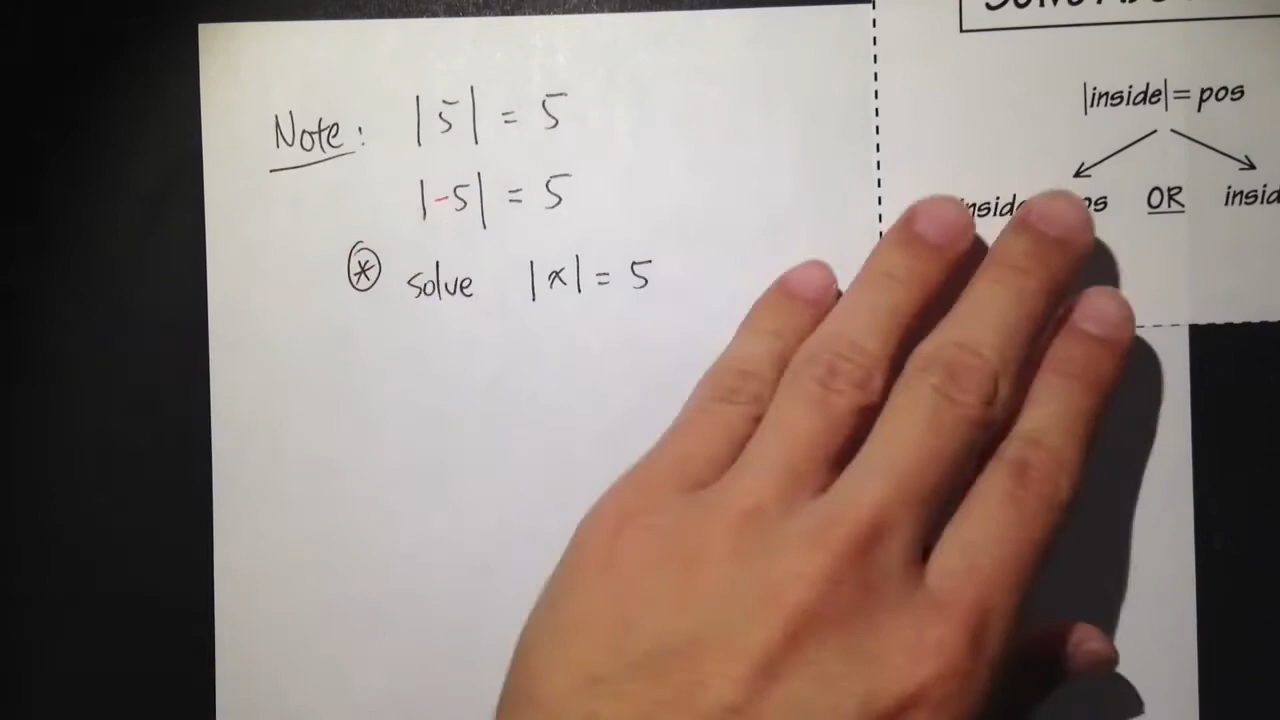 Note: |5| = 5
|-5| = 5
* solve |x| = 5
|inside| = pos
OR